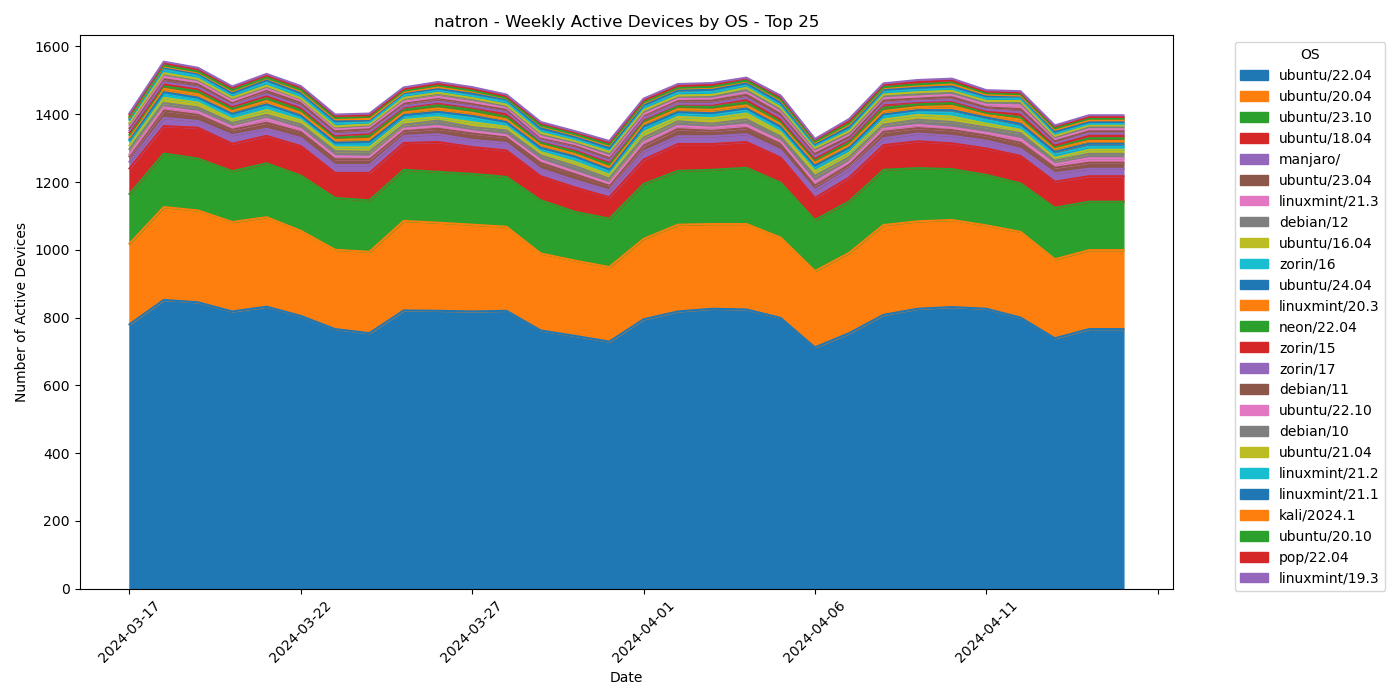 natron - Weekly Active Devices by OS - Top 25
Number of Active Devices
1600
1400
1200
1000
800
600
400
200
0
2024-03-17
2024-03-22
2024-03-27
2024-04-01
2024-04-06
2024-04-11
Date
OS
ubuntu/22.04
ubuntu/20.04
ubuntu/23.10
ubuntu/18.04
manjaro/
ubuntu/23.04
linuxmint/21.3
debian/12
ubuntu/16.04
zorin/16
ubuntu/24.04
linuxmint/20.3
neon/22.04
zorin/15
zorin/17
debian/11
ubuntu/22.10
debian/10
ubuntu/21.04
linuxmint/21.2
linuxmint/21.1
kali/2024.1
ubuntu/20.10
pop/22.04
linuxmint/19.3